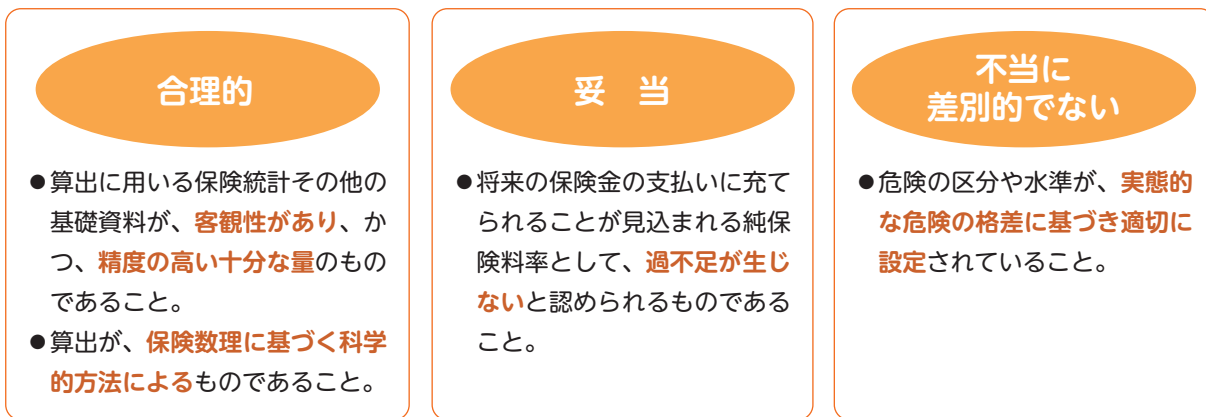 合理的
●算出に用いる保険統計その他の
基礎資料が、客観性があり、か
つ、精度の高い十分な量のもの
であること。
●算出が、保険数理に基づく科学
的方法によるものであること。
妥　当
●将来の保険金の支払いに充て
られることが見込まれる純保
険料率として、過不足が生じ
ないと認められるものである
こと。
不当に
差別的でない
●危険の区分や水準が、実態的
な危険の格差に基づき適切に
設定されていること。